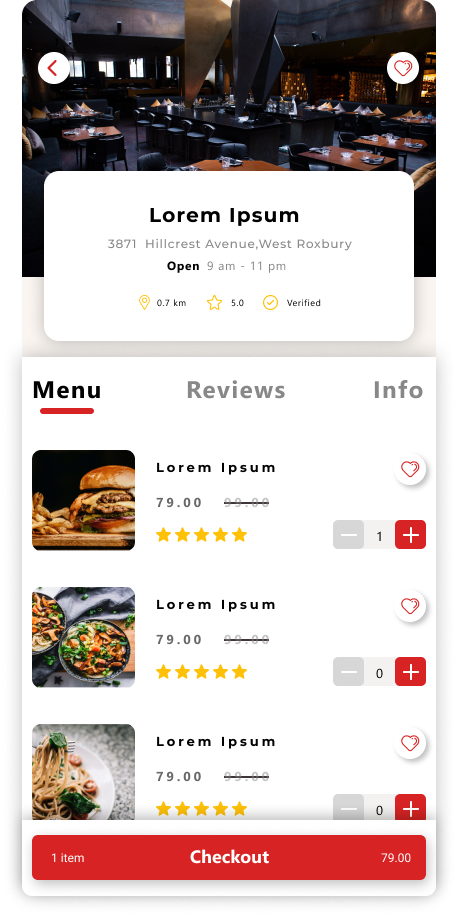 Lorem Ipsum
3871 Hillcrest Avenue,West Roxbury
Open 9 am - 11 pm
0.7 km 5.0 Verified
Menu Reviews Info
Lorem Ipsum
79.00 99.00
1
Lorem Ipsum
79.00 99.00
0
Lorem Ipsum
79.00 99.00
0
1 item Checkout 79.00